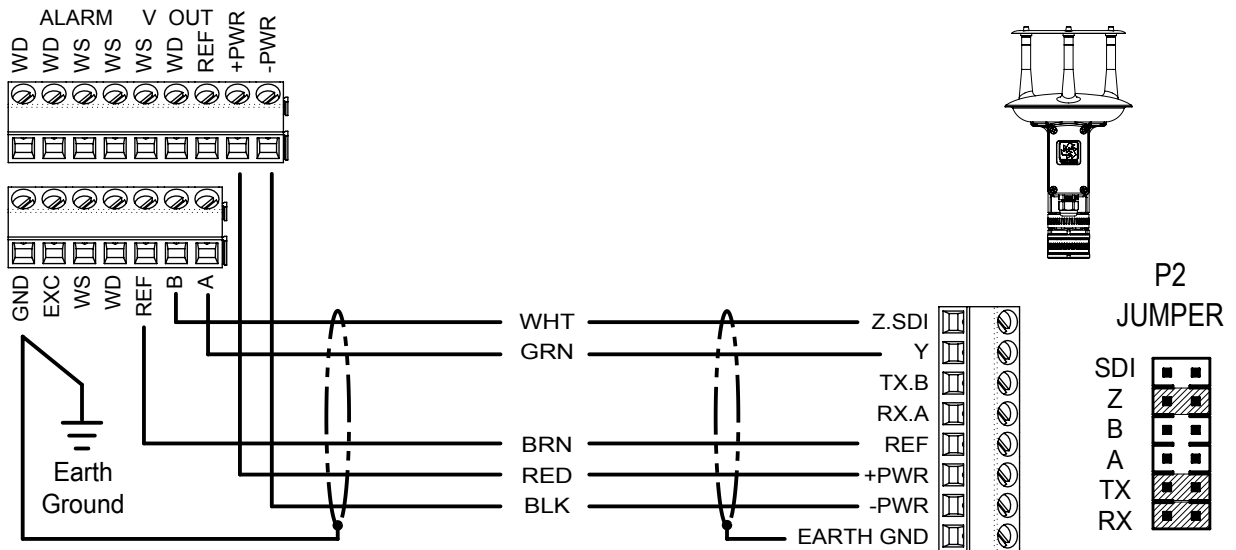 ALARM V OUT
WD WD WS WS WS WD REF +PWR -PWR
GND EXC WS WD REF B A
Earth
Ground
WHT
GRN
BRN
RED
BLK
Z.SDI
Y
TX.B
RX.A
REF
+PWR
-PWR
EARTH GND
P2
JUMPER
SDI
Z
B
A
TX
RX